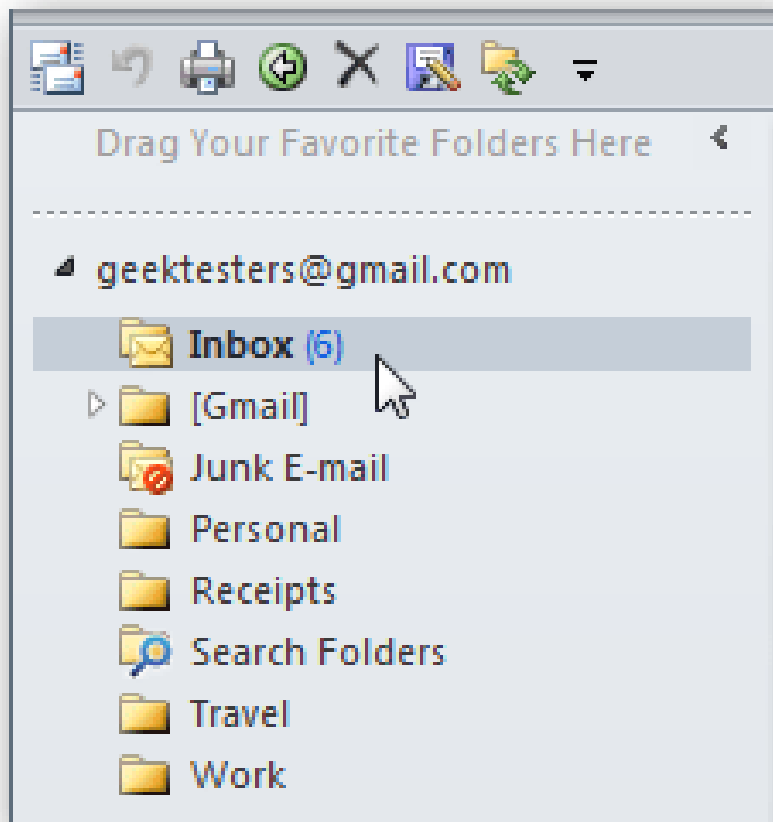 Drag Your Favorite Folders Here
geektesters@gmail.com
Inbox (6)
[Gmail]
Junk E-mail
Personal
Receipts
Search Folders
Travel
Work